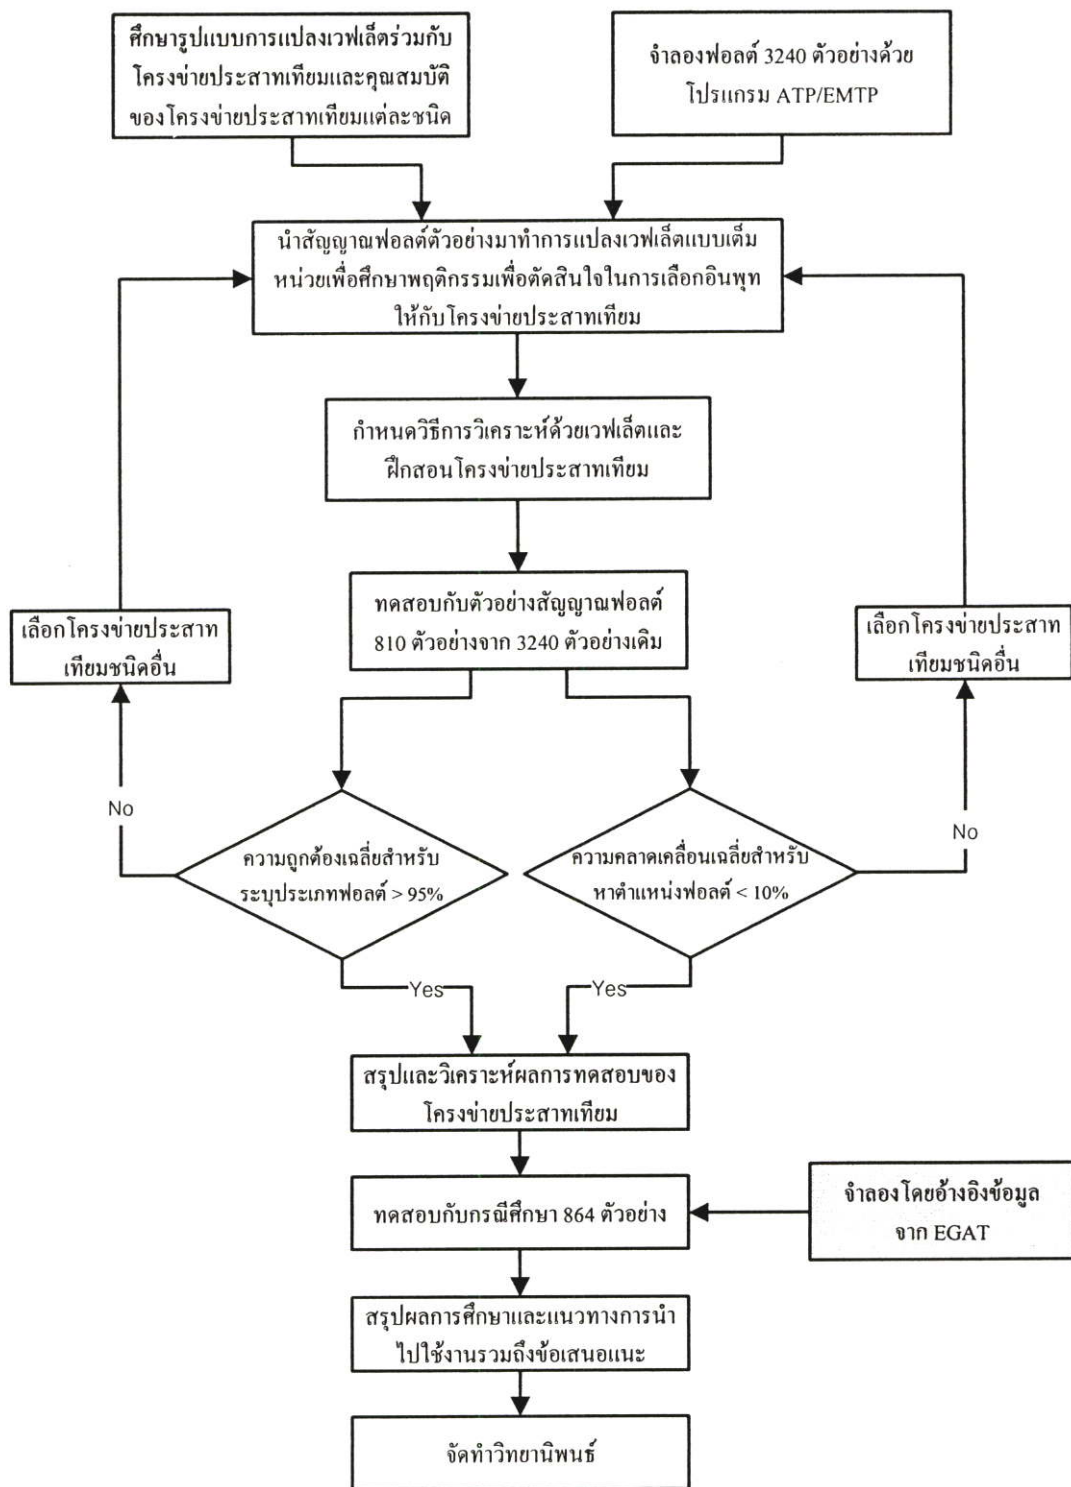 ศึกษารูปแบบการแปลงเวฟเล็ตร่วมกับ
โครงข่ายประสาทเทียมและคุณสมบัติ
ของโครงข่ายประสาทเทียมแต่ละชนิด
จำลองฟอลต์ 3240 ตัวอย่างด้วย
โปรแกรม ATP/EMTP
นำสัญญาณฟอลต์ตัวอย่างมาทำการแปลงเวฟเล็ตแบบเต็ม
หน่วยเพื่อศึกษาพฤติกรรมเพื่อตัดสินใจในการเลือกอินพุท
ให้กับโครงข่ายประสาทเทียม
กำหนดวิธีการวิเคราะห์ด้วยเวฟเล็ตและ
ฝึกสอนโครงข่ายประสาทเทียม
ทดสอบกับตัวอย่างสัญญาณฟอลต์
810 ตัวอย่างจาก 3240 ตัวอย่างเดิม
เลือกโครงข่ายประสาท
เทียมชนิดอื่น
เลือกโครงข่ายประสาท
เทียมชนิดอื่น
No
No
ความถูกต้องเฉลี่ยสำหรับ
ระบุประเภทฟอลต์ > 95%
ความคลาดเคลื่อนเฉลี่ยสำหรับ
หาตำแหน่งฟอลต์ < 10%
Yes
Yes
สรุปและวิเคราะห์ผลการทดสอบของ
โครงข่ายประสาทเทียม
ทดสอบกับกรณีศึกษา 864 ตัวอย่าง
จำลองโดยอ้างอิงข้อมูล
จาก EGAT
สรุปผลการศึกษาและแนวทางการนำ
ไปใช้งานรวมถึงข้อเสนอแนะ
จัดทำวิทยานิพนธ์